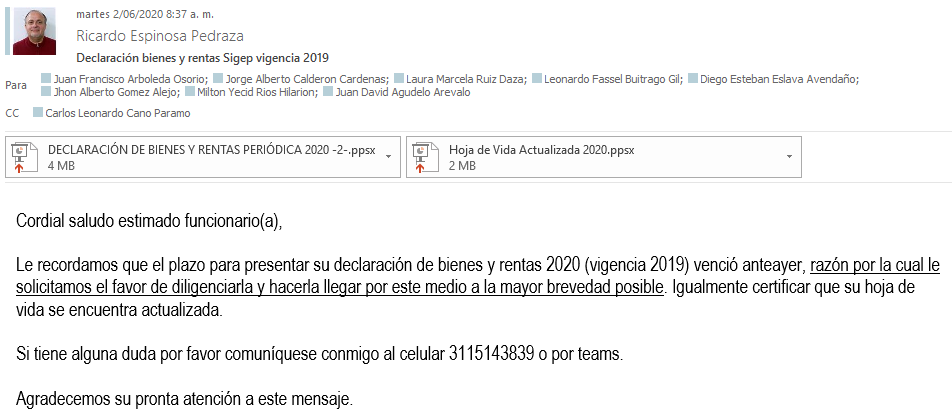 martes 2/06/2020 8:37 a. m.
Ricardo Espinosa Pedraza
Declaración bienes y rentas Sigep vigencia 2019
Para Juan Francisco Arboleda Osorio; Jorge Alberto Calderon Cardenas; Laura Marcela Ruiz Daza; Leonardo Fassel Buitrago Gil; Diego Esteban Eslava Avendaño;
Jhon Alberto Gomez Alejo; Milton Yecid Rios Hilarion; Juan David Agudelo Arevalo
CC Carlos Leonardo Cano Paramo
DECLARACIÓN DE BIENES Y RENTAS PERIÓDICA 2020 -2-.ppsx
4 MB
Hoja de Vida Actualizada 2020.ppsx
2 MB
Cordial saludo estimado funcionario(a),
Le recordamos que el plazo para presentar su declaración de bienes y rentas 2020 (vigencia 2019) venció anteayer, razón por la cual le
solicitamos el favor de diligenciarla y hacerla llegar por este medio a la mayor brevedad posible. Igualmente certificar que su hoja de
vida se encuentra actualizada.
Si tiene alguna duda por favor comuníquese conmigo al celular 3115143839 o por teams.
Agradecemos su pronta atención a este mensaje.